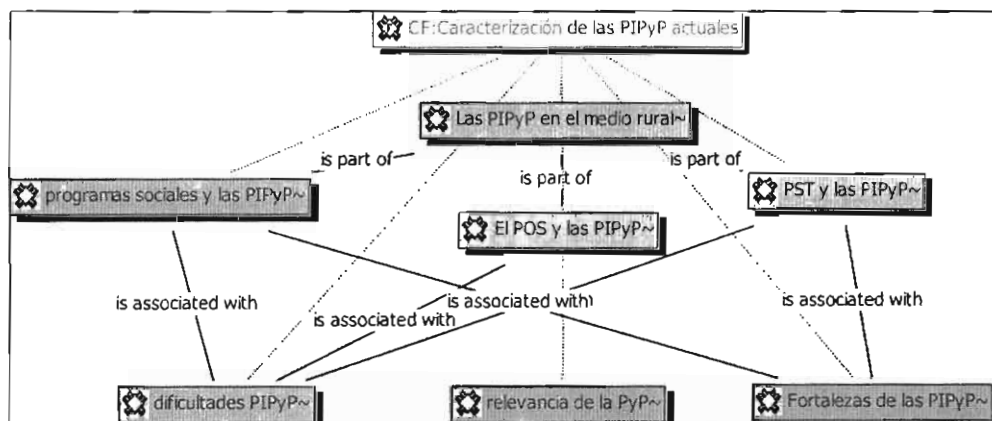 CF:Caracterización de las PIPyP actuales
Las PIPyP en el medio rural~
is part of
is part of
is part of
programas sociales y las PIPyP~
PST y las PIPyP~
El POS y las PIPyP~
is associated with
is associated with
is associated with
is associated with
dificultades PIPyP~
relevancia de la PyP~
Fortalezas de las PIPyP~